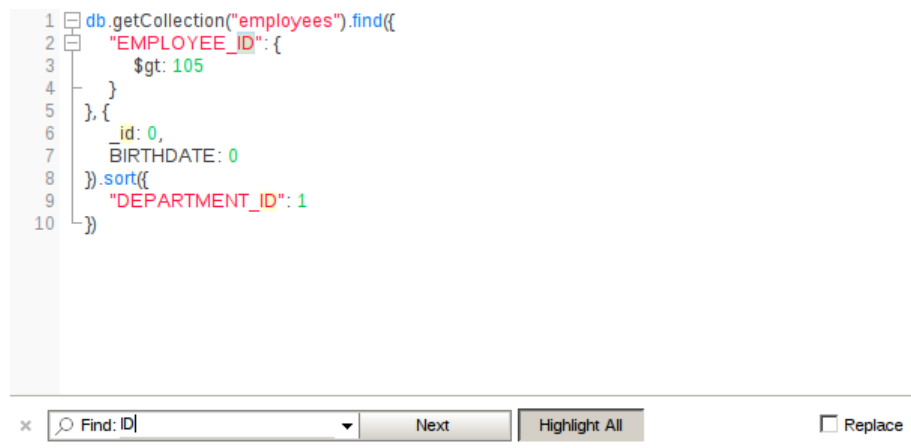 1 db.getCollection("employees").find({
2 "EMPLOYEE_ID": {
3 $gt: 105
4 }
5 }, {
6 _id: 0,
7 BIRTHDATE: 0
8 }).sort({
9 "DEPARTMENT_ID": 1
10 })
Find: ID Next Highlight All Replace